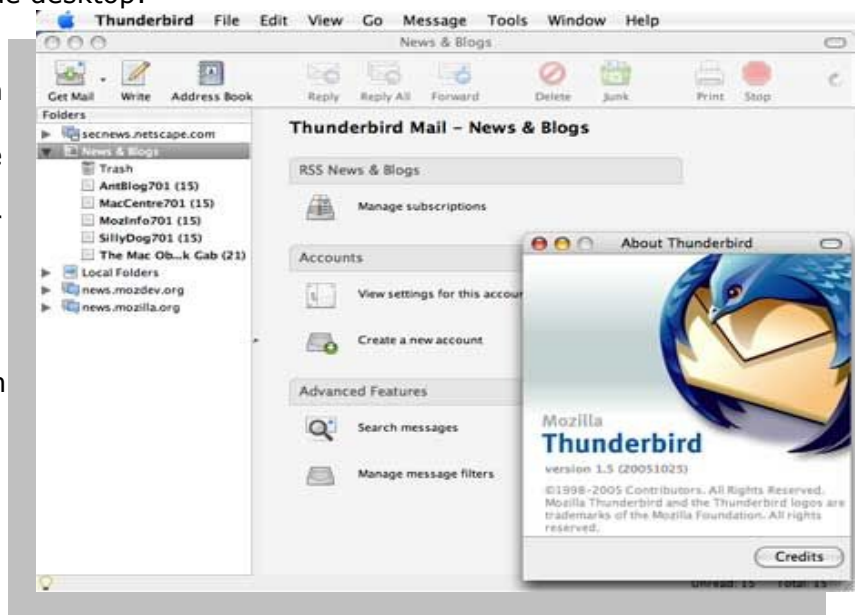 e desktop.
Thunderbird File Edit View Go Message Tools Window Help
News & Blogs
Get Mail Write Address Book Reply Reply All Forward Delete Junk Print Stop
Folders
secnews.netscape.com
News & Blogs
Trash
AntBlog701 (15)
MacCentre701 (15)
MozInfo701 (15)
SillyDog701 (15)
The Mac Ob...k Gab (21)
Local Folders
news.mozdev.org
news.mozilla.org
Thunderbird Mail – News & Blogs
RSS News & Blogs
Manage subscriptions
Accounts
View settings for this accour
Create a new account
Advanced Features
Search messages
Manage message filters
About Thunderbird
Mozilla
Thunderbird
version 1.5 (20051025)
©1998-2005 Contributors. All Rights Reserved.
Mozilla Thunderbird and the Thunderbird logos are
trademarks of the Mozilla Foundation. All rights
reserved.
Credits
Unread: 15 Total: 15